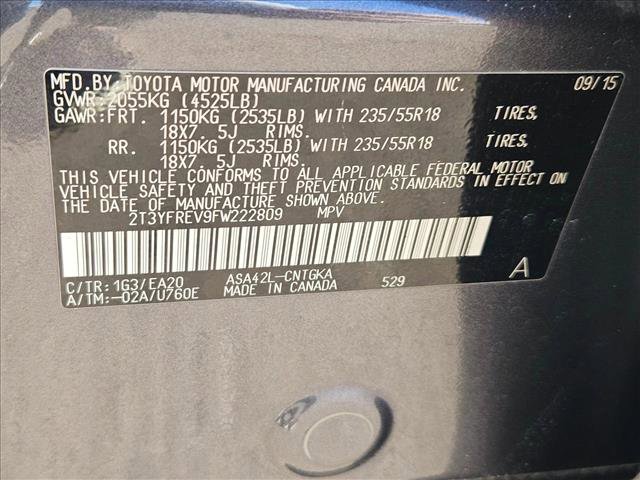 MFD.BY:TOYOTA MOTOR MANUFACTURING CANADA INC. 09/15
GVWR:2055KG (4525LB)
GAWR:FRT. 1150KG (2535LB) WITH 235/55R18 TIRES,
18X7. 5J RIMS.
RR. 1150KG (2535LB) WITH 235/55R18 TIRES,
18X7. 5J RIMS.
THIS VEHICLE CONFORMS TO ALL APPLICABLE FEDERAL MOTOR
VEHICLE SAFETY AND THEFT PREVENTION STANDARDS IN EFFECT ON
THE DATE OF MANUFACTURE SHOWN ABOVE.
2T3YFREV9FW222809 MPV
C/TR:1G3/EA20 ASA42L-CNTGKA A
A/TM:-02A/U760E MADE IN CANADA 529